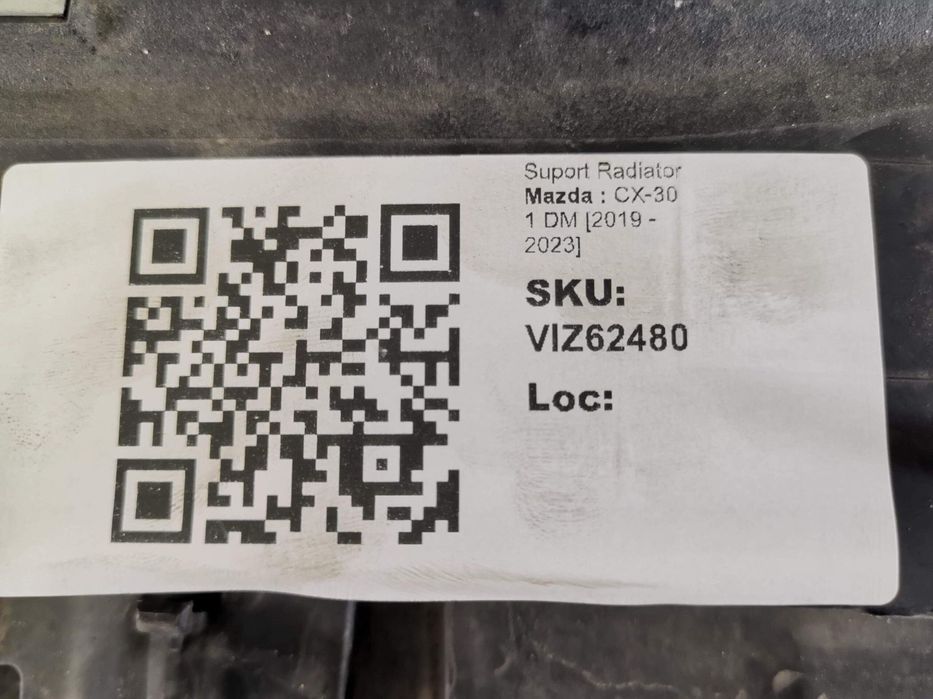 Suport Radiator
Mazda : CX-30
1 DM [2019 -
2023]
SKU:
VIZ62480
Loc: